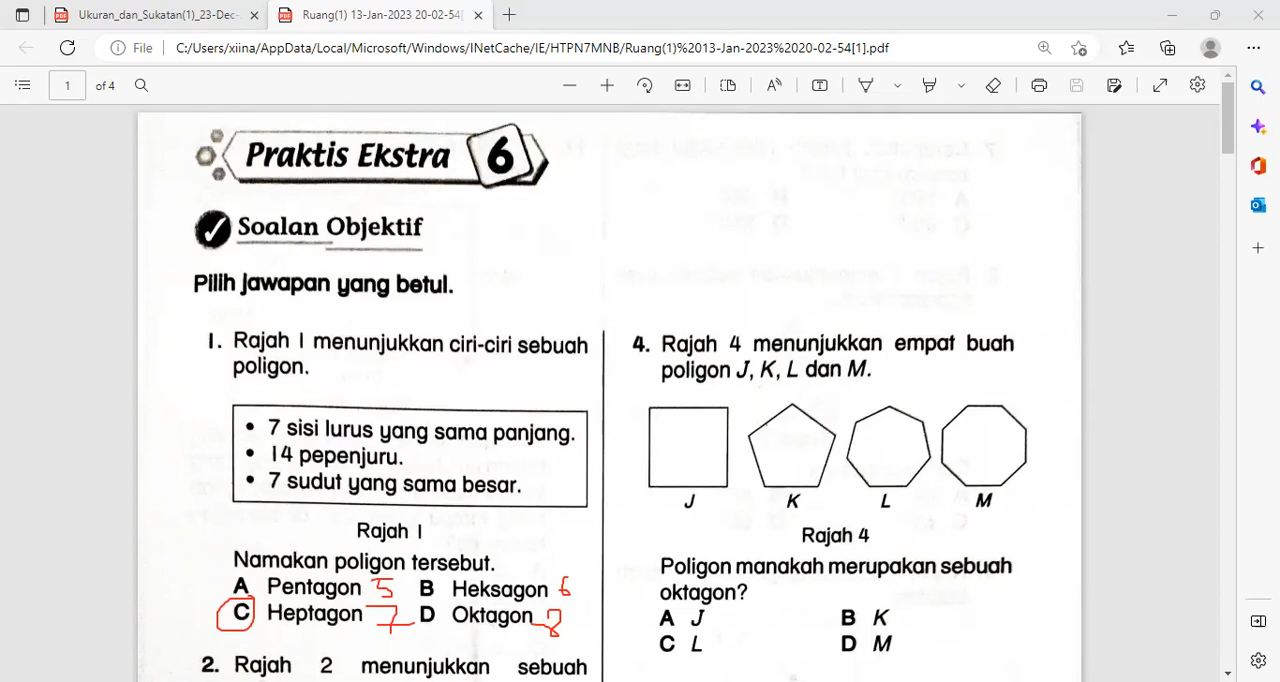 Ukuran_dan_Sukatan(1)_23-Dec-
Ruang(1) 13-Jan-2023 20-02-54[
File C:/Users/xiina/AppData/Local/Microsoft/Windows/INetCache/IE/HTPN7MNB/Ruang(1)%2013-Jan-2023%2020-02-54[1].pdf
1 of 4
Praktis Ekstra 6
Soalan Objektif
Pilih jawapan yang betul.
1. Rajah 1 menunjukkan ciri-ciri sebuah
poligon.
• 7 sisi lurus yang sama panjang.
• 14 pepenjuru.
• 7 sudut yang sama besar.
Rajah 1
Namakan poligon tersebut.
A Pentagon 5 B Heksagon 6
C Heptagon 7 D Oktagon 8
2. Rajah 2 menunjukkan sebuah
4. Rajah 4 menunjukkan empat buah
poligon J, K, L dan M.
J K L M
Rajah 4
Poligon manakah merupakan sebuah
oktagon?
A J B K
C L D M